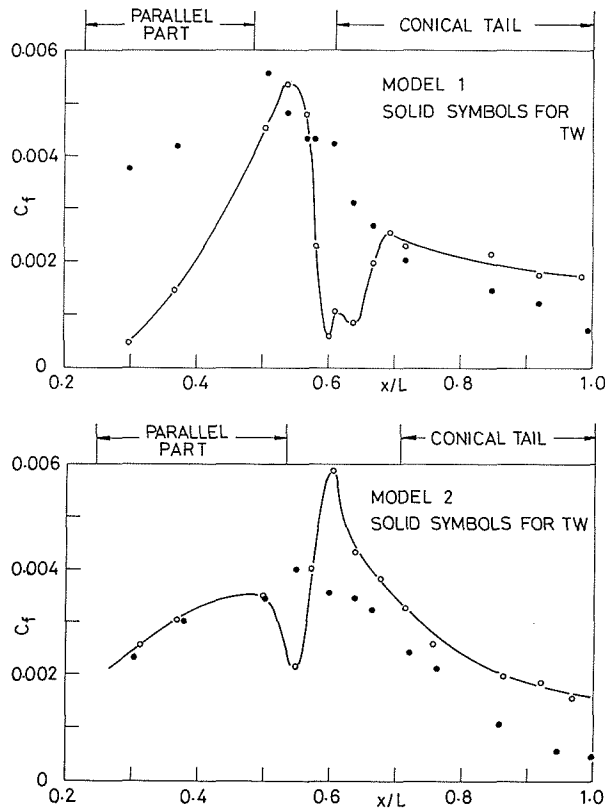 PARALLEL
PART
CONICAL TAIL
0.006
MODEL 1
SOLID SYMBOLS FOR
TW
0.004
Cf
0.002
0
0.2
0.4
0.6
x/L
0.8
1.0
PARALLEL
PART
CONICAL TAIL
0.006
MODEL 2
SOLID SYMBOLS FOR TW
0.004
Cf
0.002
0
0.2
0.4
0.6
x/L
0.8
1.0